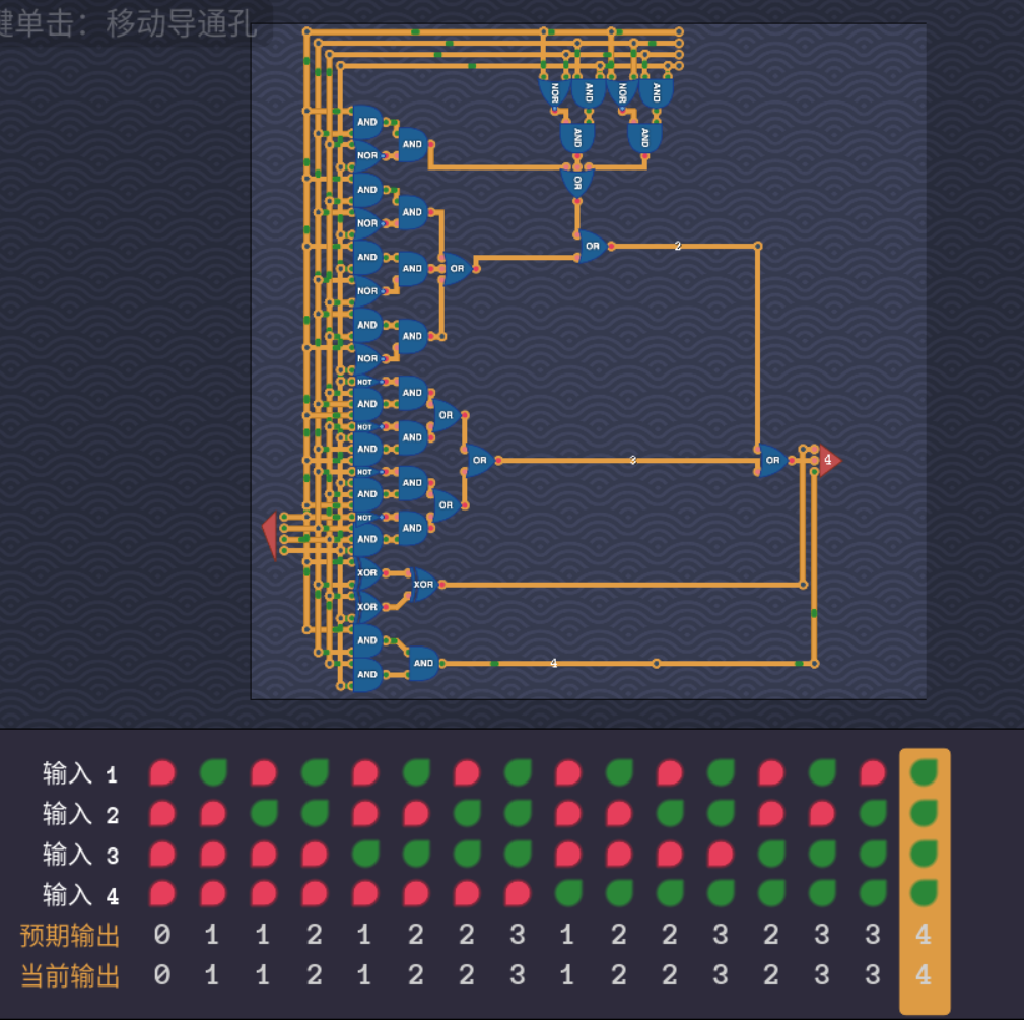 键单击：移动导通孔
NOR AND NOR AND
AND AND
OR
AND
AND
NOR
AND
AND
NOR
OR
2
AND
AND
OR
NOR
AND
AND
NOR
NOT
AND
AND
OR
NOT
AND
AND
OR
3
OR
4
NOT
AND
AND
OR
NOT
AND
AND
XOR
XOR
XOR
AND
AND
4
AND
输入 1
输入 2
输入 3
输入 4
预期输出 0 1 1 2 1 2 2 3 1 2 2 3 2 3 3 4
当前输出 0 1 1 2 1 2 2 3 1 2 2 3 2 3 3 4